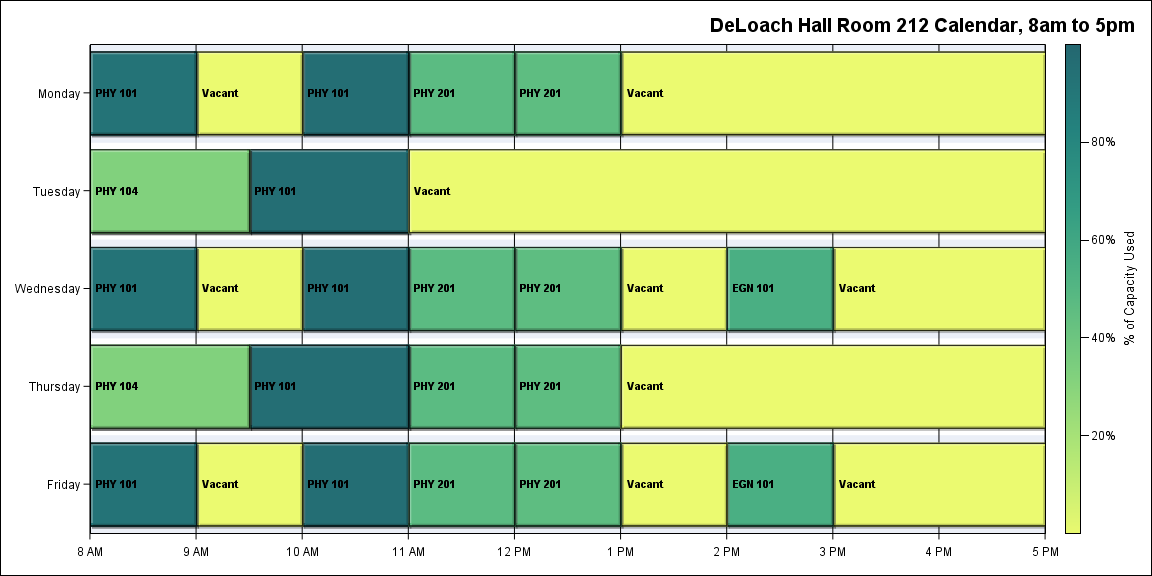 DeLoach Hall Room 212 Calendar, 8am to 5pm
Monday
PHY 101
Vacant
PHY 101
PHY 201
PHY 201
Vacant
Tuesday
PHY 104
PHY 101
Vacant
Wednesday
PHY 101
Vacant
PHY 101
PHY 201
PHY 201
Vacant
EGN 101
Vacant
Thursday
PHY 104
PHY 101
PHY 201
PHY 201
Vacant
Friday
PHY 101
Vacant
PHY 101
PHY 201
PHY 201
Vacant
EGN 101
Vacant
8 AM
9 AM
10 AM
11 AM
12 PM
1 PM
2 PM
3 PM
4 PM
5 PM
80%
60%
40%
20%
% of Capacity Used